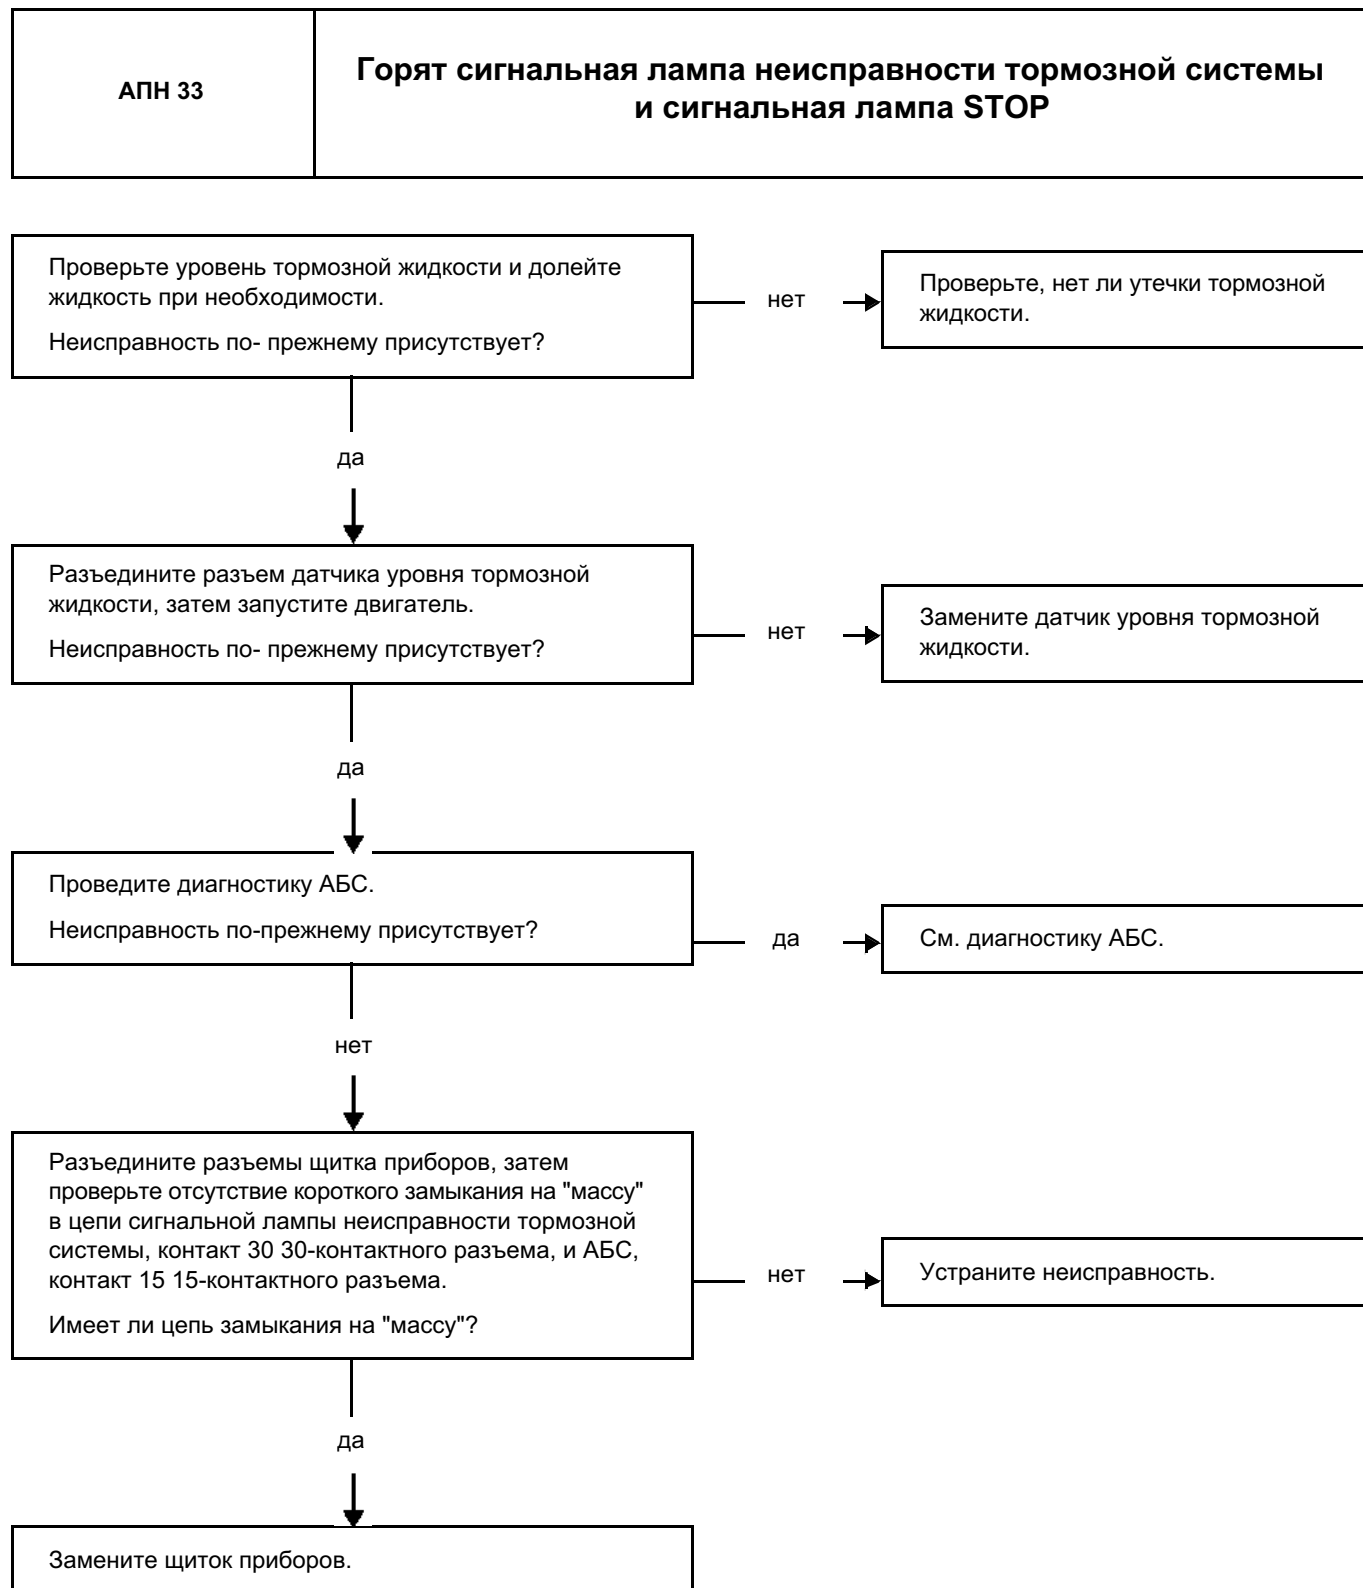 АПН 33
Горят сигнальная лампа неисправности тормозной системы
и сигнальная лампа STOP
Проверьте уровень тормозной жидкости и долейте
жидкость при необходимости.
Неисправность по- прежнему присутствует?
нет
Проверьте, нет ли утечки тормозной
жидкости.
да
Разъедините разъем датчика уровня тормозной
жидкости, затем запустите двигатель.
Неисправность по- прежнему присутствует?
нет
Замените датчик уровня тормозной
жидкости.
да
Проведите диагностику АБС.
Неисправность по-прежнему присутствует?
да
См. диагностику АБС.
нет
Разъедините разъемы щитка приборов, затем
проверьте отсутствие короткого замыкания на "массу"
в цепи сигнальной лампы неисправности тормозной
системы, контакт 30 30-контактного разъема, и АБС,
контакт 15 15-контактного разъема.
Имеет ли цепь замыкания на "массу"?
нет
Устраните неисправность.
да
Замените щиток приборов.